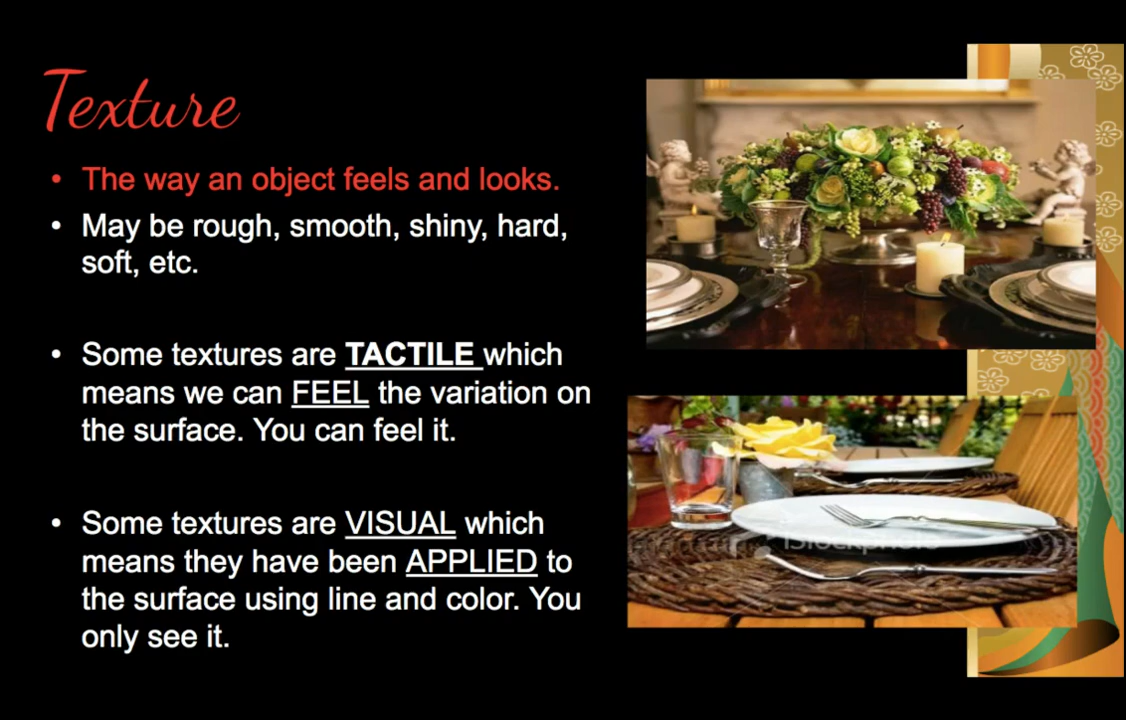 Texture
• The way an object feels and looks.
• May be rough, smooth, shiny, hard,
soft, etc.
• Some textures are TACTILE which
means we can FEEL the variation on
the surface. You can feel it.
• Some textures are VISUAL which
means they have been APPLIED to
the surface using line and color. You
only see it.
iStockphoto